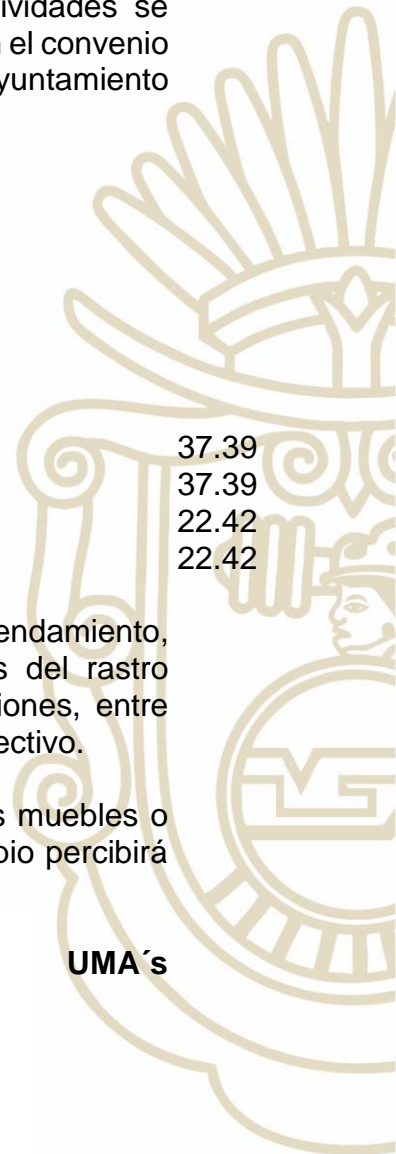 ividades se
el convenio
yuntamiento
37.39
37.39
22.42
22.42
endamiento,
s del rastro
iones, entre
ectivo.
s muebles o
pio percibirá
UMA´s